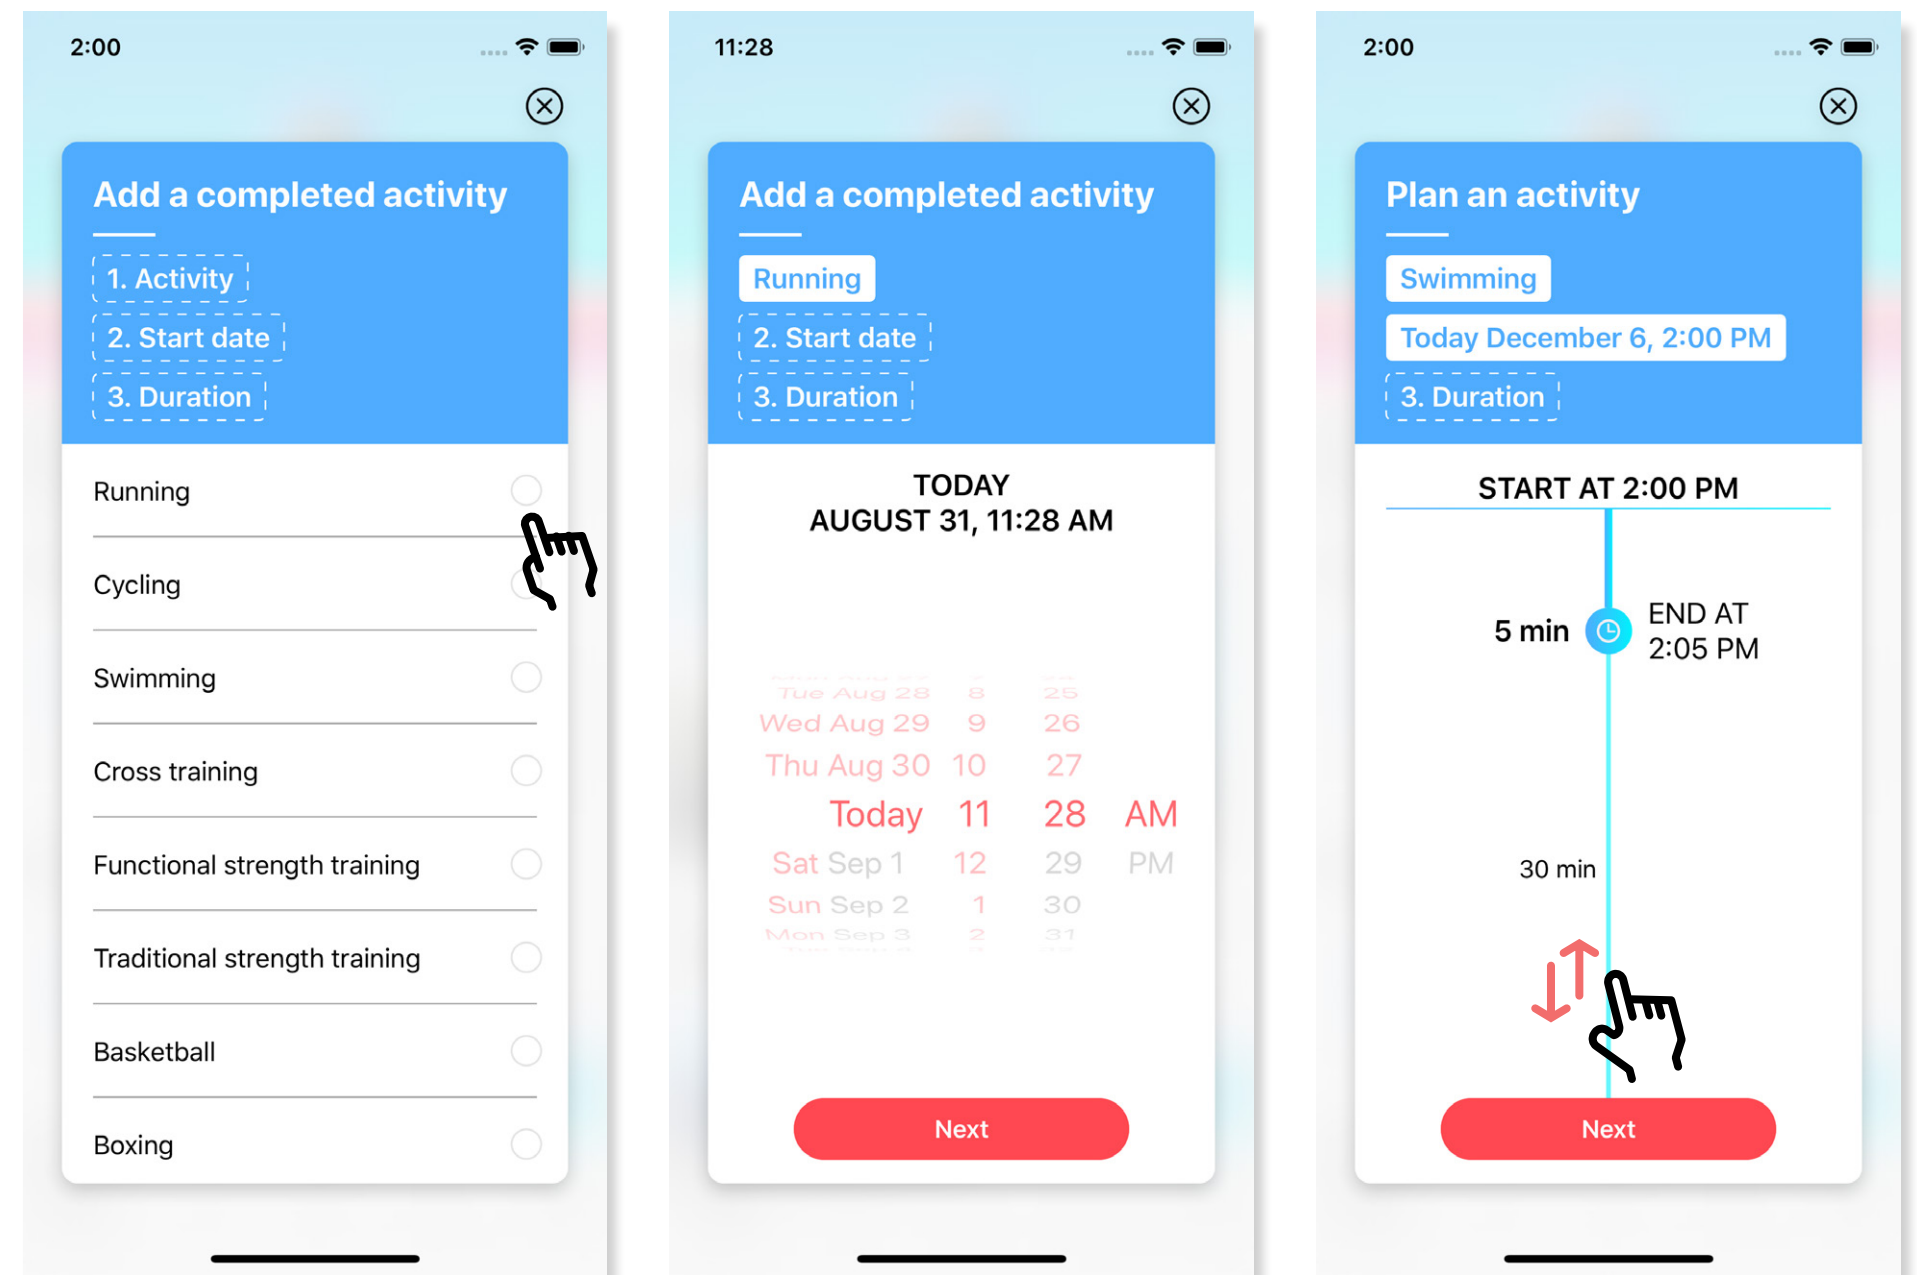 2:00
Add a completed activity
1. Activity
2. Start date
3. Duration
Running
Cycling
Swimming
Cross training
Functional strength training
Traditional strength training
Basketball
Boxing
11:28
Add a completed activity
Running
2. Start date
3. Duration
TODAY
AUGUST 31, 11:28 AM
Tue Aug 28 8 25
Wed Aug 29 9 26
Thu Aug 30 10 27
Today 11 28 AM
Sat Sep 1 12 29 PM
Sun Sep 2 1 30
Mon Sep 3 2 31
Next
2:00
Plan an activity
Swimming
Today December 6, 2:00 PM
3. Duration
START AT 2:00 PM
5 min
END AT
2:05 PM
30 min
Next